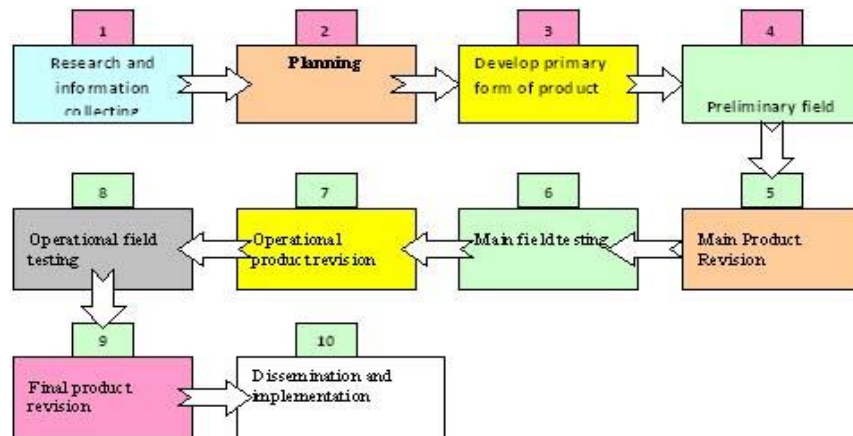 1
Research and
information
collecting
2
Planning
3
Develop primary
form of product
4
Preliminary field
5
Main Product
Revision
6
Main field testing
7
Operational
product revision
8
Operational field
testing
9
Final product
revision
10
Dissemination and
implementation